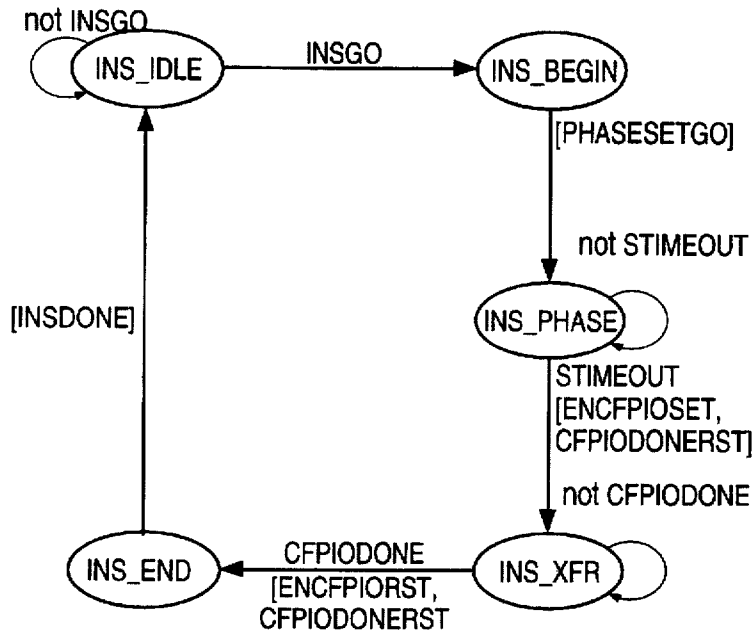 not INSGO
INS_IDLE
INSGO
INS_BEGIN
[PHASESETGO]
not STIMEOUT
INS_PHASE
STIMEOUT
[ENCFPIOSET,
CFPIODONERST]
not CFPIODONE
INS_XFR
CFPIODONE
[ENCFPIORST,
CFPIODONERST
INS_END
[INSDONE]